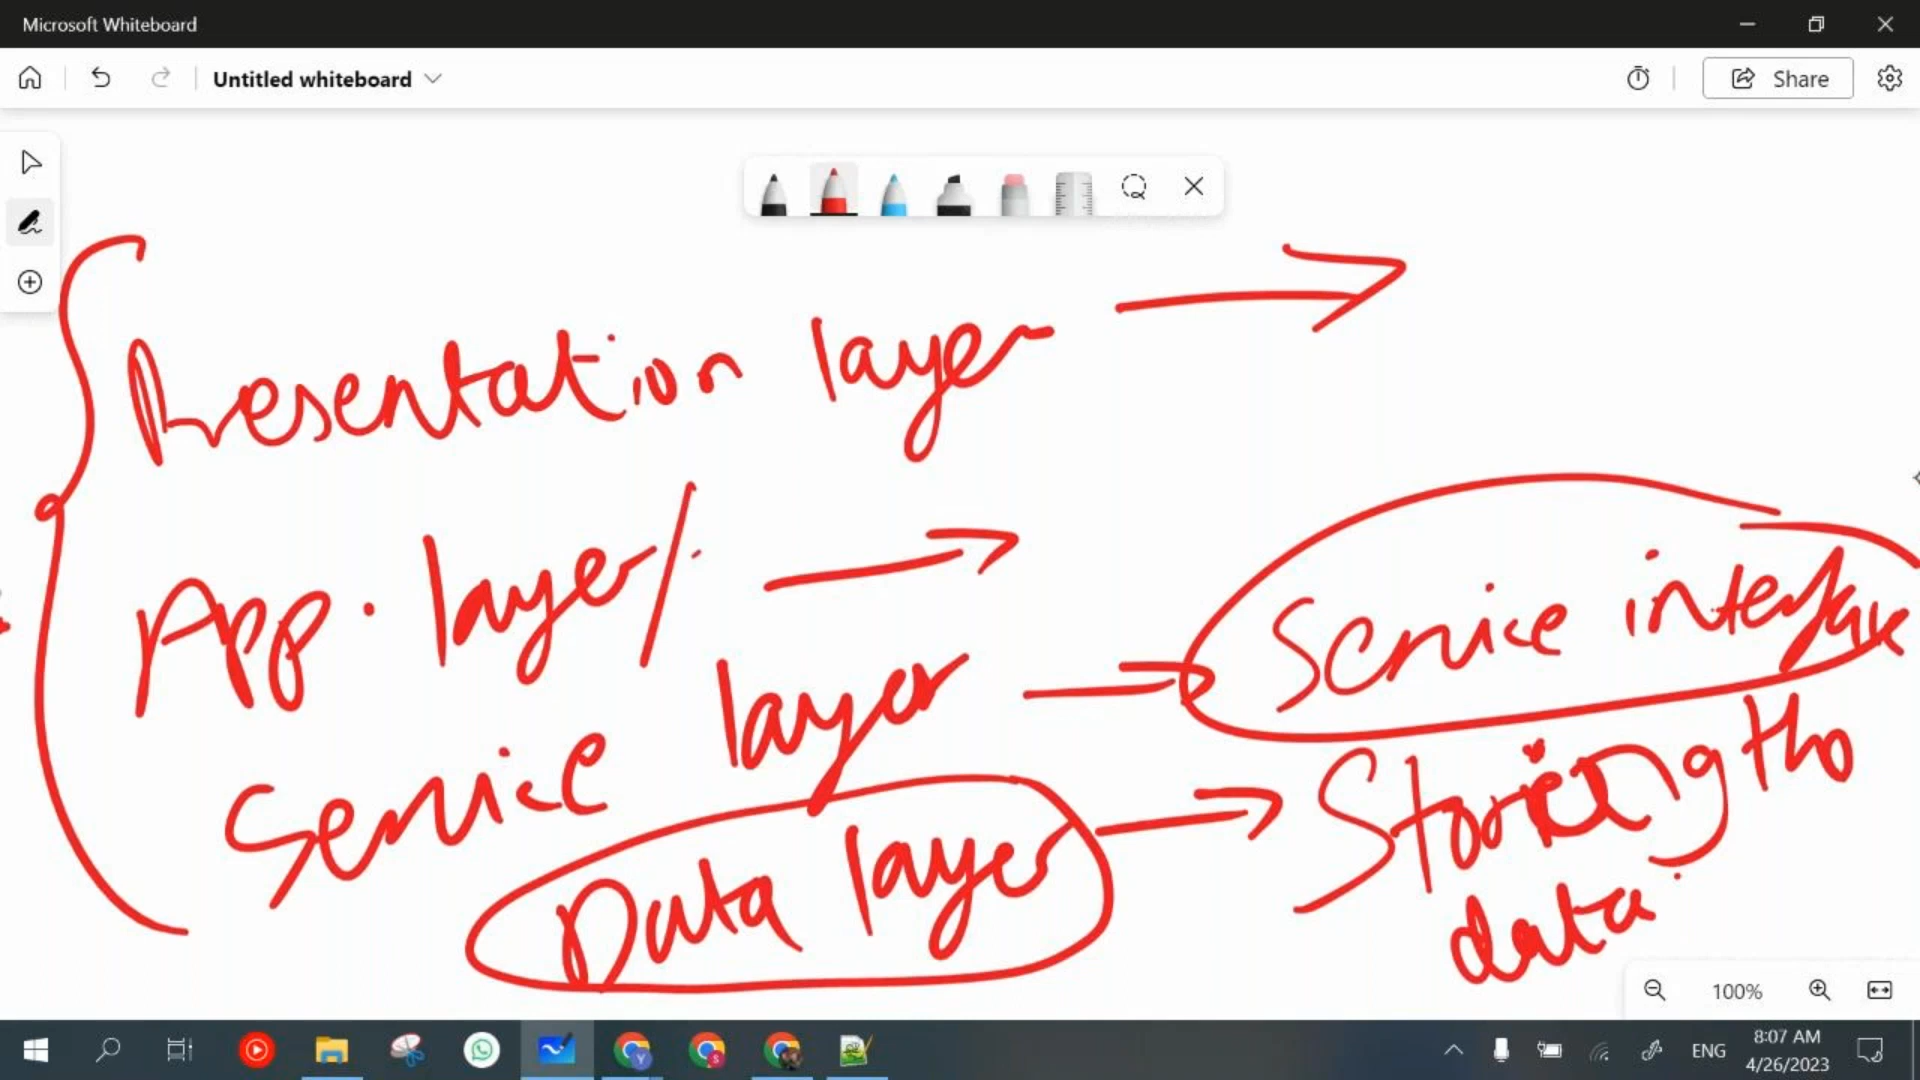 Microsoft Whiteboard
Untitled whiteboard
Share
Presentation layer
App. layer/
Service layer
Service interface
Data layer
Storing the
data.
100%
ENG
8:07 AM
4/26/2023